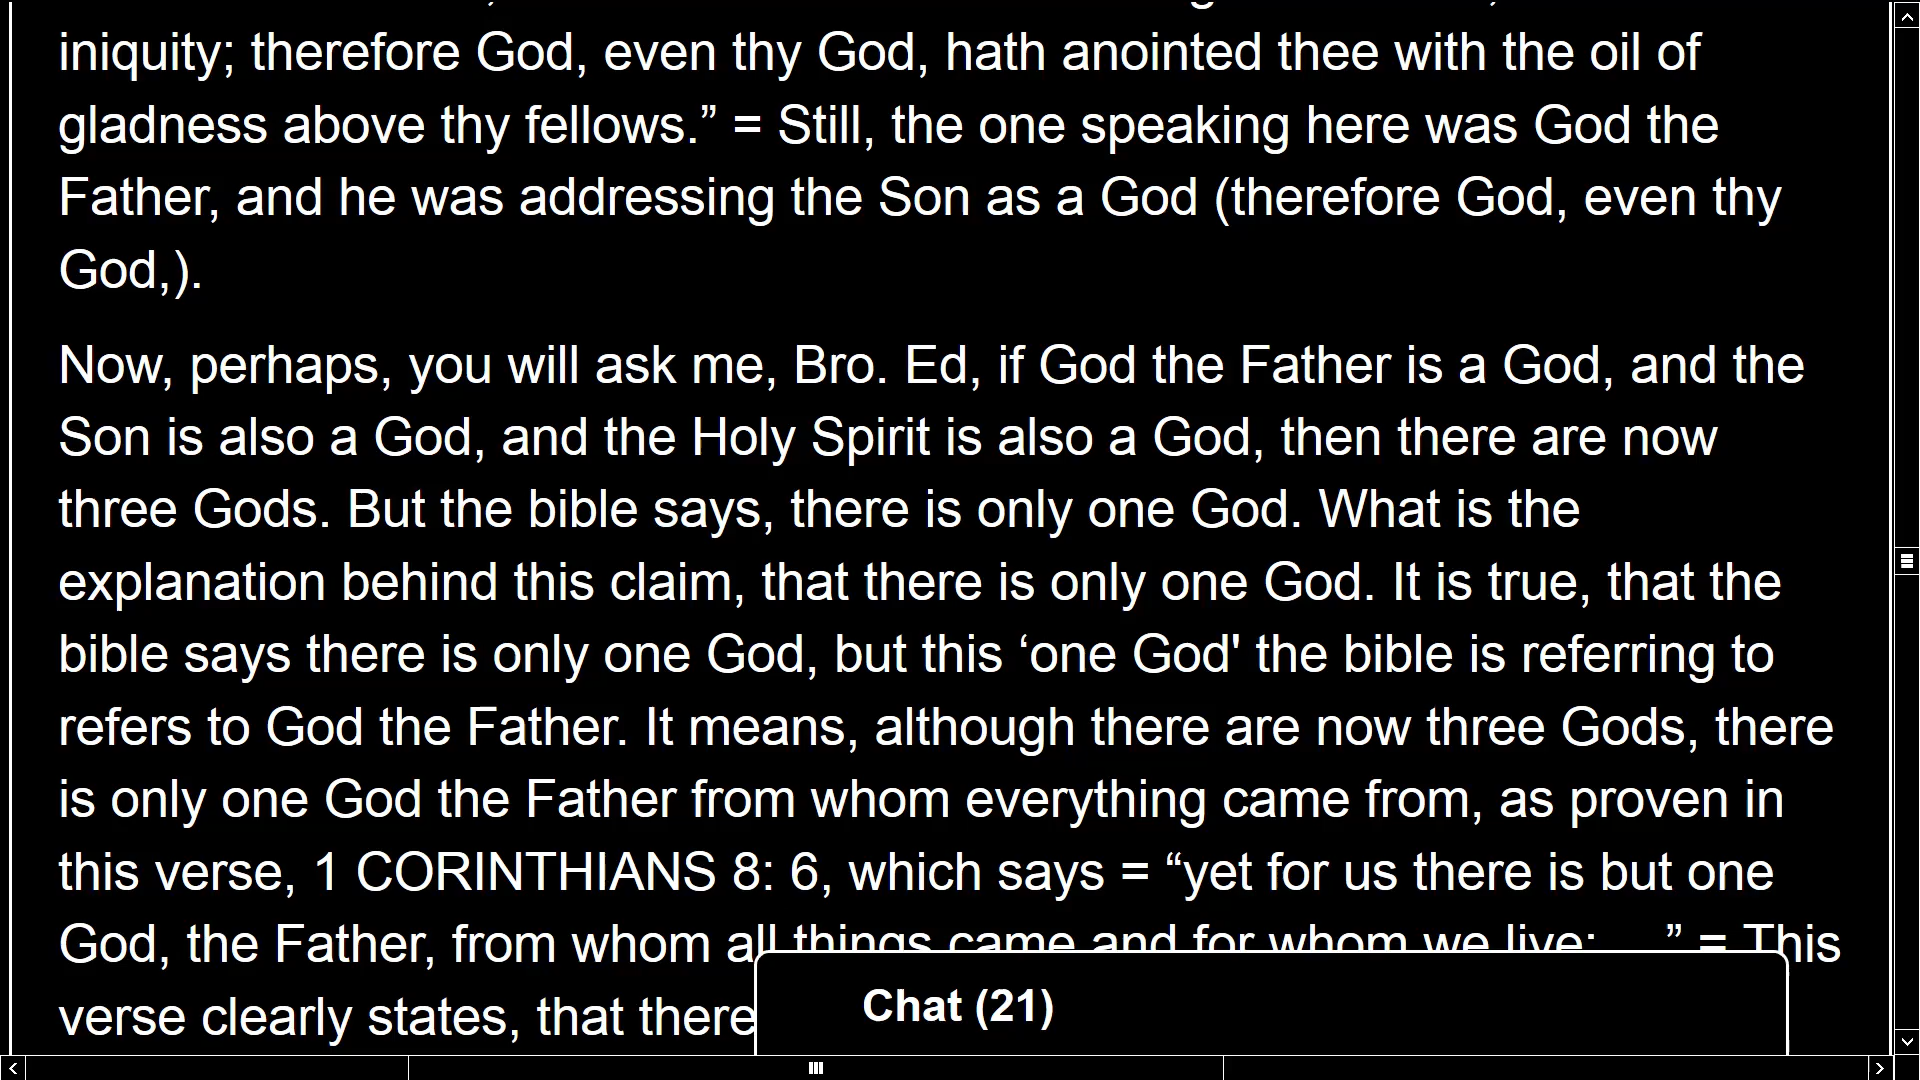 iniquity; therefore God, even thy God, hath anointed thee with the oil of
gladness above thy fellows.” = Still, the one speaking here was God the
Father, and he was addressing the Son as a God (therefore God, even thy
God,).
Now, perhaps, you will ask me, Bro. Ed, if God the Father is a God, and the
Son is also a God, and the Holy Spirit is also a God, then there are now
three Gods. But the bible says, there is only one God. What is the
explanation behind this claim, that there is only one God. It is true, that the
bible says there is only one God, but this ‘one God' the bible is referring to
refers to God the Father. It means, although there are now three Gods, there
is only one God the Father from whom everything came from, as proven in
this verse, 1 CORINTHIANS 8: 6, which says = “yet for us there is but one
God, the Father, from whom all things came and for whom we live; ” = This
verse clearly states, that there
Chat (21)